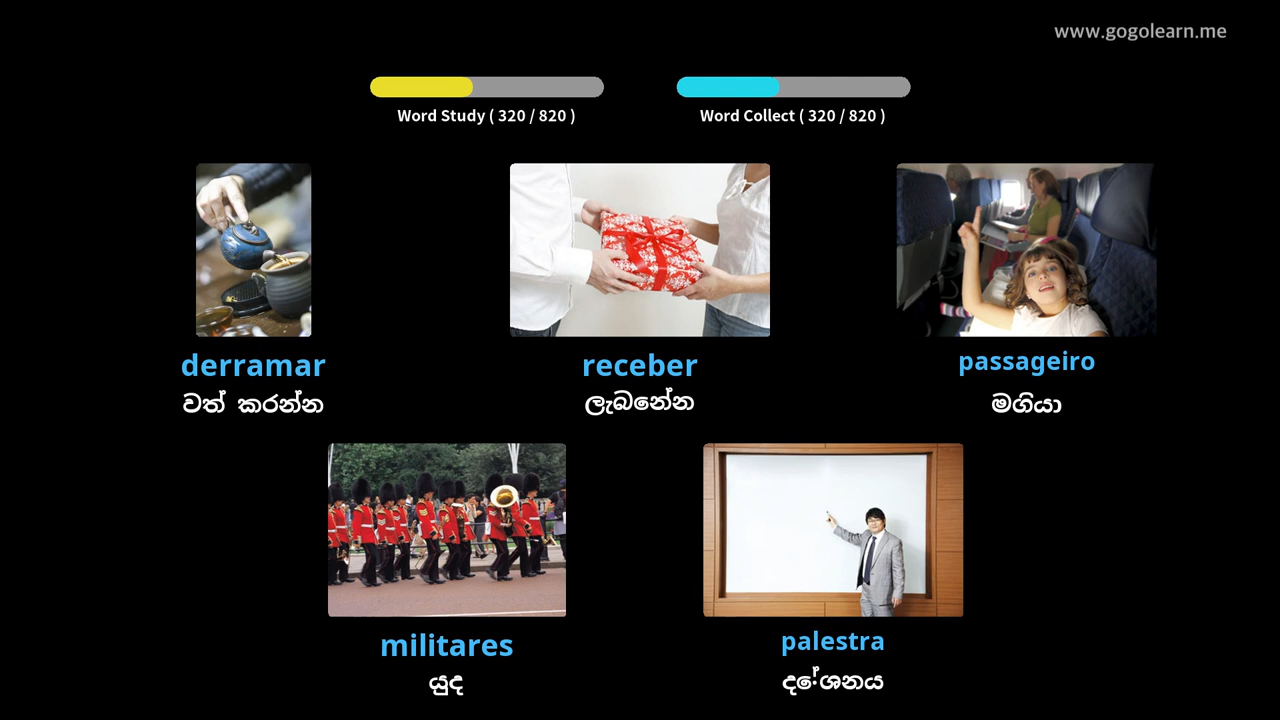 www.gogolearn.me
Word Study ( 320 / 820 )
Word Collect ( 320 / 820 )
derramar
වත් කරන්න
receber
ලැබනේන
passageiro
මගියා
militares
යුද
palestra
දේශනය